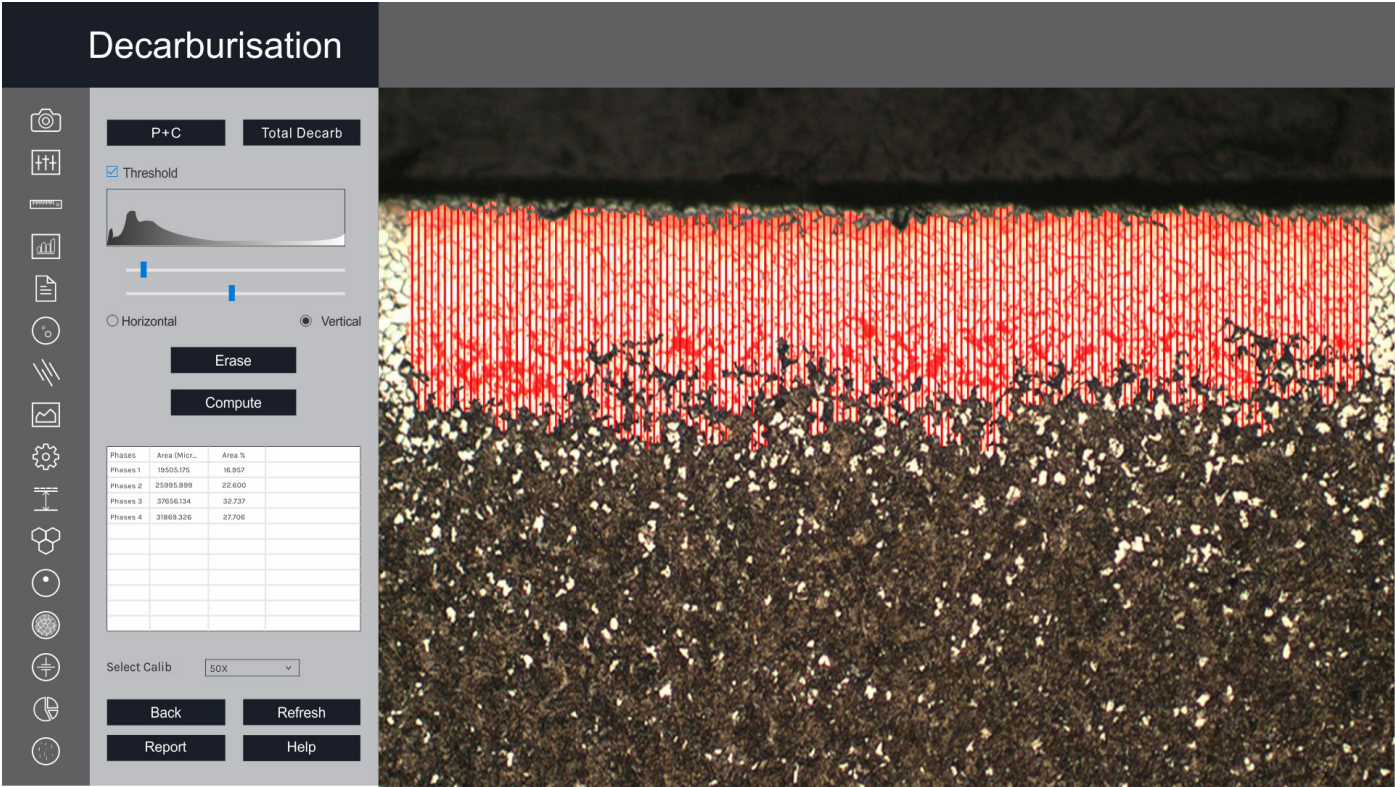 Decarburisation
P+C Total Decarb
Threshold
Horizontal Vertical
Erase
Compute
Phases Area (Micr... Area %
Phases 1 19505.175 16.957
Phases 2 25995.899 22.600
Phases 3 37656.134 32.737
Phases 4 31869.326 27.706
Select Calib 50X
Back Refresh
Report Help